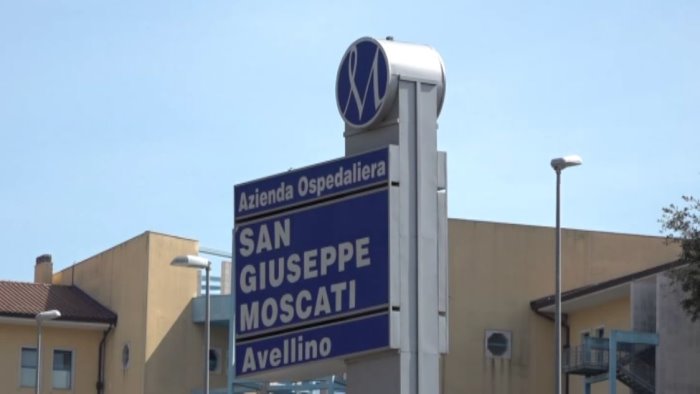 M
Azienda Ospedaliera
SAN
GIUSEPPE
MOSCATI
Avellino